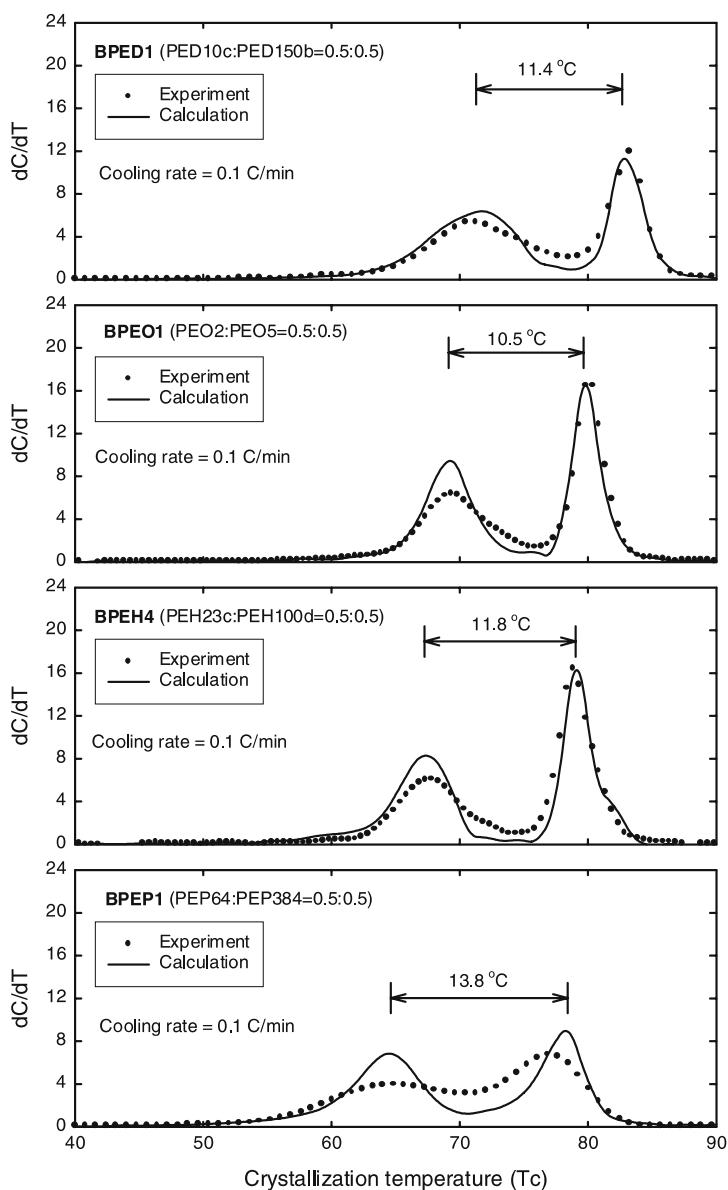 24
20
16
12
8
4
0
dC/dT
BPED1 (PED10c:PED150b=0.5:0.5)
Experiment
Calculation
Cooling rate = 0.1 C/min
11.4 °C
24
20
16
12
8
4
0
dC/dT
BPEO1 (PEO2:PEO5=0.5:0.5)
Experiment
Calculation
Cooling rate = 0.1 C/min
10.5 °C
24
20
16
12
8
4
0
dC/dT
BPEH4 (PEH23c:PEH100d=0.5:0.5)
Experiment
Calculation
Cooling rate = 0.1 C/min
11.8 °C
24
20
16
12
8
4
0
dC/dT
BPEP1 (PEP64:PEP384=0.5:0.5)
Experiment
Calculation
Cooling rate = 0.1 C/min
13.8 °C
40 50 60 70 80 90
Crystallization temperature (Tc)